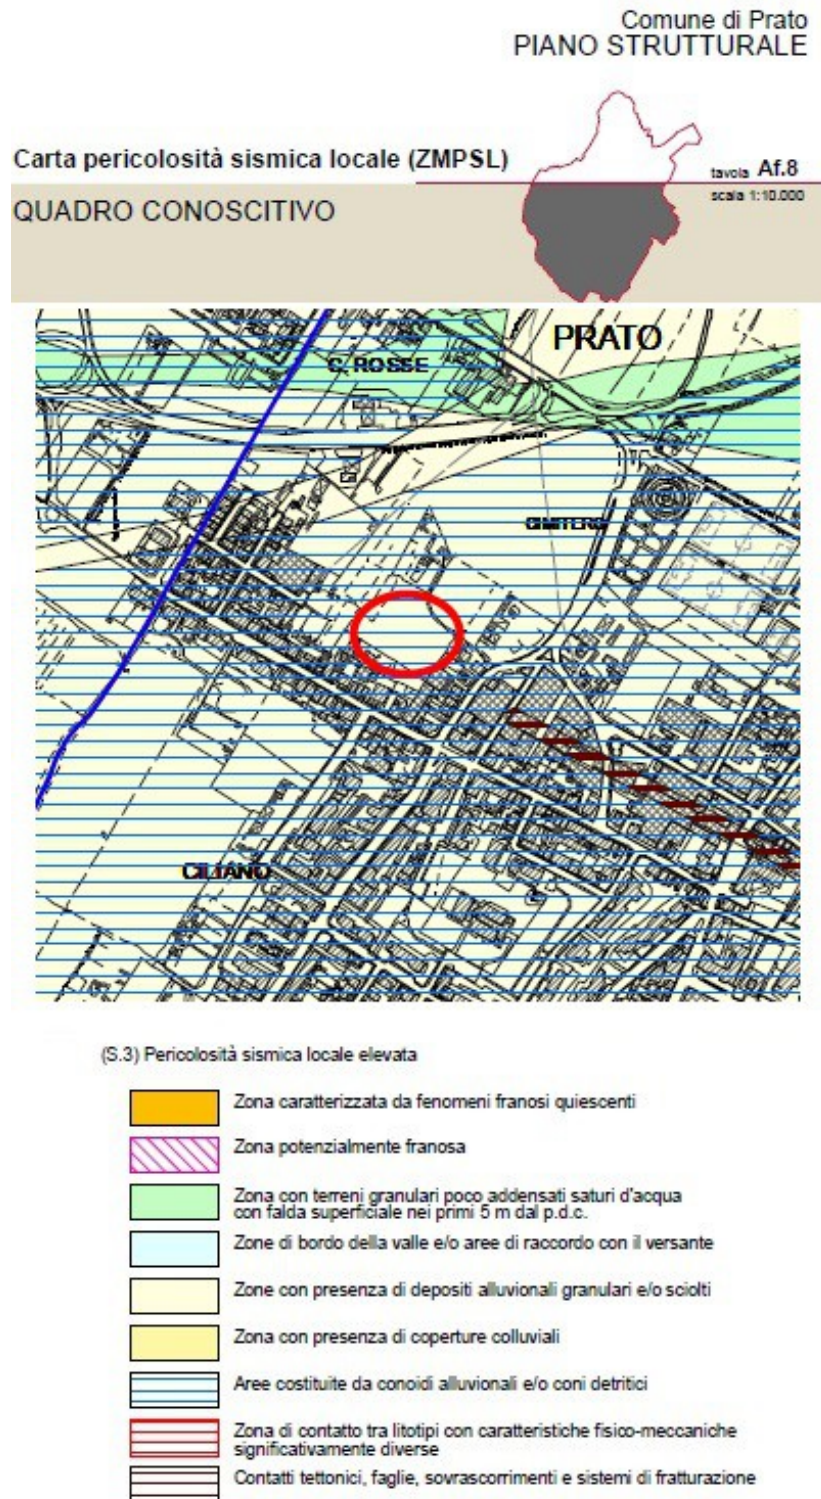 Comune di Prato
PIANO STRUTTURALE
Carta pericolosità sismica locale (ZMPSL)
tavola Af.8
QUADRO CONOSCITIVO
scala 1:10.000
PRATO
C. ROSSE
CILIANO
(S.3) Pericolosità sismica locale elevata
Zona caratterizzata da fenomeni franosi quiescenti
Zona potenzialmente franosa
Zona con terreni granulari poco addensati saturi d'acqua
con falda superficiale nei primi 5 m dal p.d.c.
Zone di bordo della valle e/o aree di raccordo con il versante
Zone con presenza di depositi alluvionali granulari e/o sciolti
Zona con presenza di coperture colluviali
Aree costituite da conoidi alluvionali e/o coni detritici
Zona di contatto tra litotipi con caratteristiche fisico-meccaniche
significativamente diverse
Contatti tettonici, faglie, sovrascorrimenti e sistemi di fratturazione